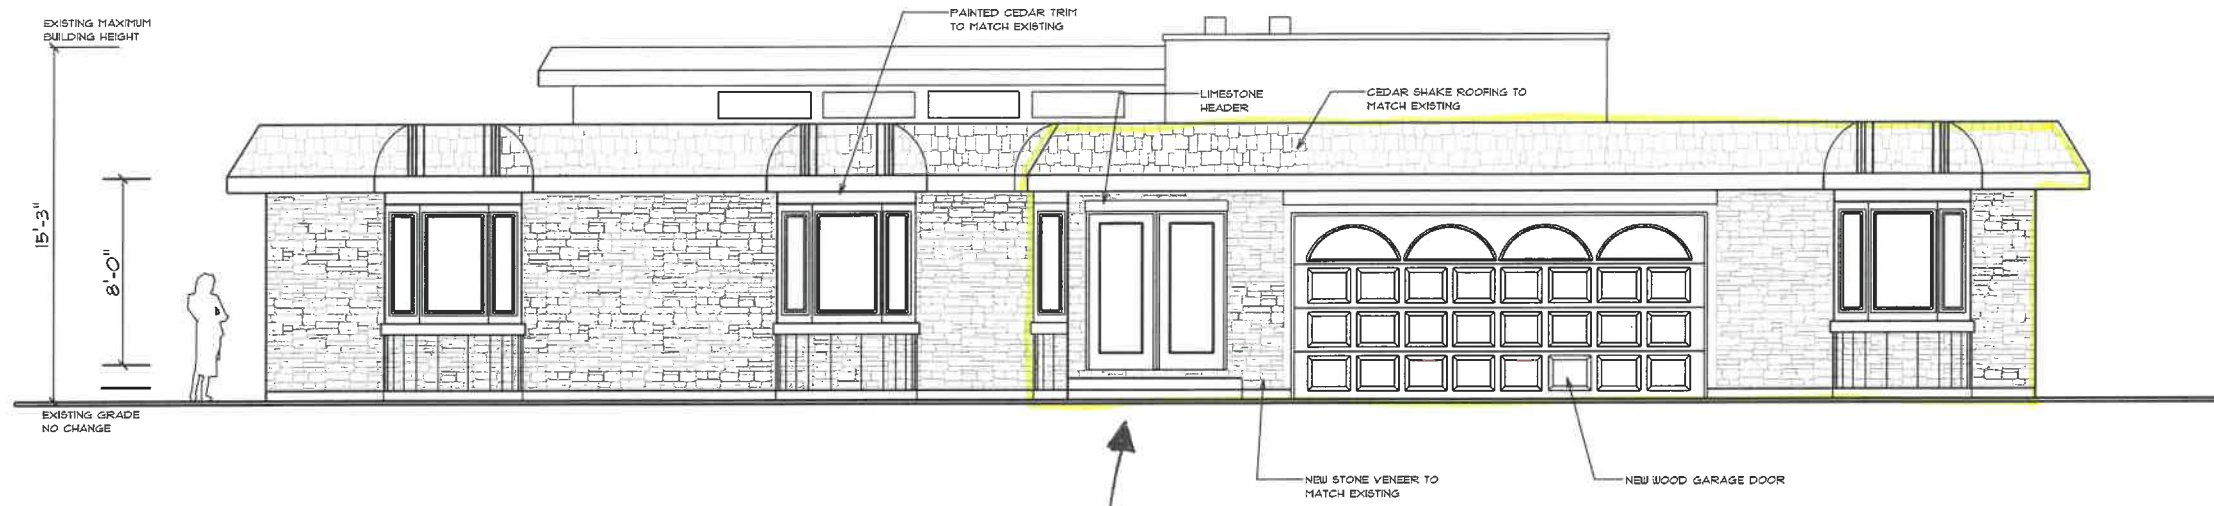 EXISTING MAXIMUM
BUILDING HEIGHT
PAINTED CEDAR TRIM
TO MATCH EXISTING
LIMESTONE
HEADER
CEDAR SHAKE ROOFING TO
MATCH EXISTING
15'-3"
8'-0"
EXISTING GRADE
NO CHANGE
NEW STONE VENEER TO
MATCH EXISTING
NEW WOOD GARAGE DOOR